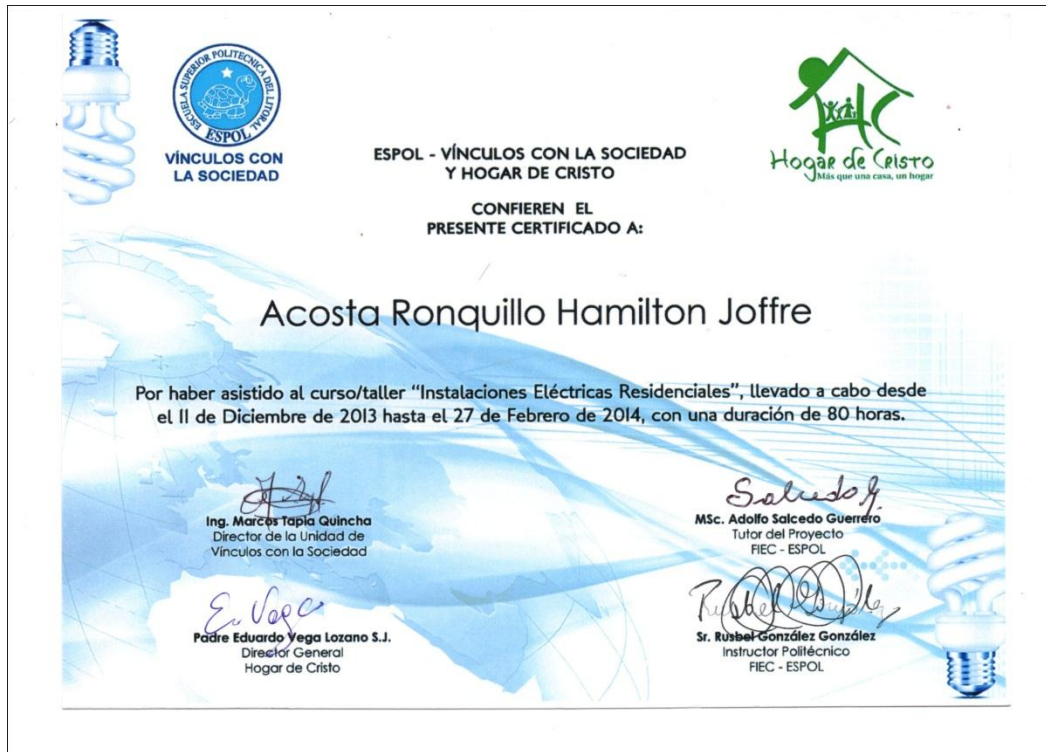 ESCUELA SUPERIOR POLITECNICA DEL LITORAL
ESPOL
VÍNCULOS CON
LA SOCIEDAD
Hogar de Cristo
Más que una casa, un hogar
ESPOL - VÍNCULOS CON LA SOCIEDAD
Y HOGAR DE CRISTO
CONFIEREN EL
PRESENTE CERTIFICADO A:
Acosta Ronquillo Hamilton Joffre
Por haber asistido al curso/taller “Instalaciones Eléctricas Residenciales”, llevado a cabo desde
el 11 de Diciembre de 2013 hasta el 27 de Febrero de 2014, con una duración de 80 horas.
Ing. Marcos Tapia Quincha
Director de la Unidad de
Vínculos con la Sociedad
Salcedo G.
MSc. Adolfo Salcedo Guerrero
Tutor del Proyecto
FIEC - ESPOL
E. Vega
Padre Eduardo Vega Lozano S.J.
Director General
Hogar de Cristo
Rusbel González
Sr. Rusbel González González
Instructor Politécnico
FIEC - ESPOL